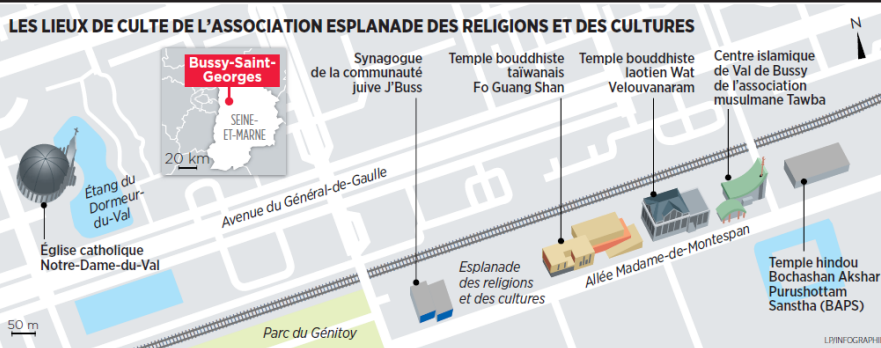 LES LIEUX DE CULTE DE L'ASSOCIATION ESPLANADE DES RELIGIONS ET DES CULTURES
N
Bussy-Saint-
Georges
SEINE-
ET-MARNE
20 km
Synagogue
de la communauté
juive J'Buss
Temple bouddhiste
taïwanais
Fo Guang Shan
Temple bouddhiste
laotien Wat
Velouvanaram
Centre islamique
de Val de Bussy
de l'association
musulmane Tawba
Étang du
Dormeur-
du-Val
Avenue du Général-de-Gaulle
Église catholique
Notre-Dame-du-Val
Esplanade
des religions
et des cultures
Allée Madame-de-Montespan
Temple hindou
Bochashan Akshar
Purushottam
Sanstha (BAPS)
50 m
Parc du Génitoy
LP/INFOGRAPHIE